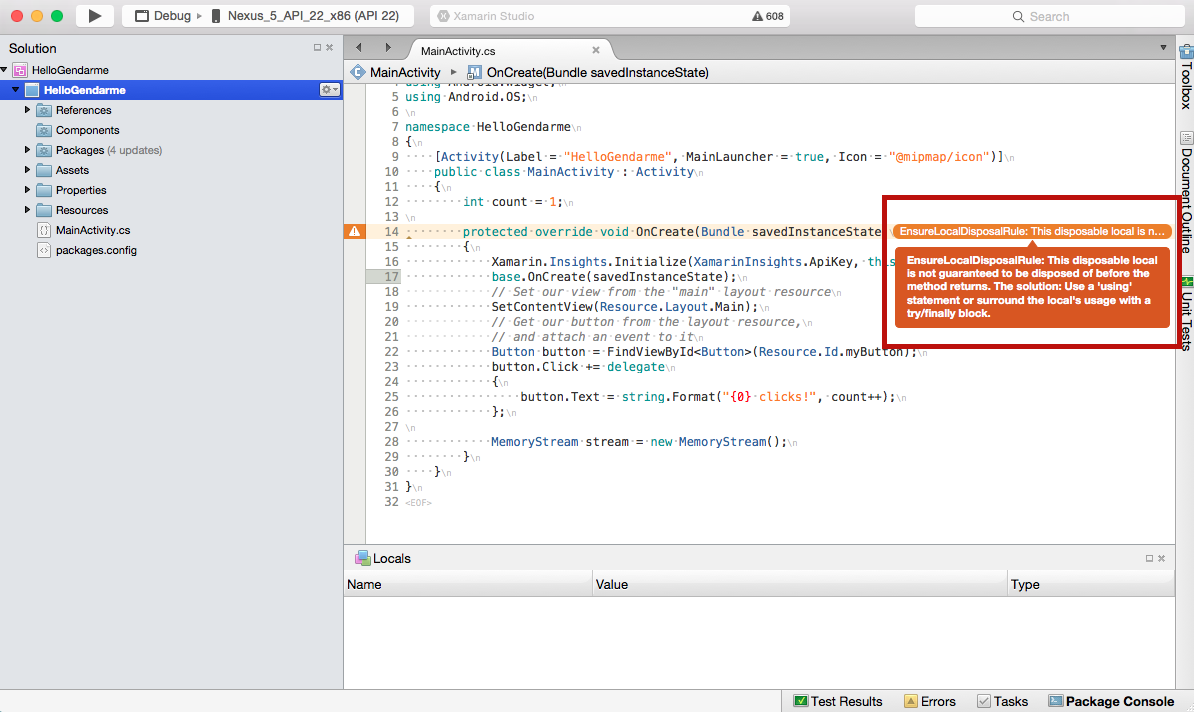 Debug
Nexus_5_API_22_x86 (API 22)
Xamarin Studio
608
Search
Solution
HelloGendarme
HelloGendarme
References
Components
Packages (4 updates)
Assets
Properties
Resources
MainActivity.cs
packages.config
MainActivity.cs
MainActivity
OnCreate(Bundle savedInstanceState)
4 using Android.Widget;\n
5 using Android.OS;\n
6 \n
7 namespace HelloGendarme\n
8 {\n
9 [Activity(Label = "HelloGendarme", MainLauncher = true, Icon = "@mipmap/icon")]\n
10 public class MainActivity : Activity\n
11 {\n
12 int count = 1;\n
13 \n
14 protected override void OnCreate(Bundle savedInstanceState
15 {\n
16 Xamarin.Insights.Initialize(XamarinInsights.ApiKey, this
17 base.OnCreate(savedInstanceState);\n
18 // Set our view from the "main" layout resource\n
19 SetContentView(Resource.Layout.Main);\n
20 // Get our button from the layout resource,\n
21 // and attach an event to it\n
22 Button button = FindViewById<Button>(Resource.Id.myButton);\n
23 button.Click += delegate\n
24 {\n
25 button.Text = string.Format("{0} clicks!", count++);\n
26 };\n
27 \n
28 MemoryStream stream = new MemoryStream();\n
29 }\n
30 }\n
31 }\n
32 <EOF>
EnsureLocalDisposalRule: This disposable local is n...
EnsureLocalDisposalRule: This disposable local
is not guaranteed to be disposed of before the
method returns. The solution: Use a 'using'
statement or surround the local's usage with a
try/finally block.
Toolbox
Document Outline
Unit Tests
Locals
Name
Value
Type
Test Results
Errors
Tasks
Package Console